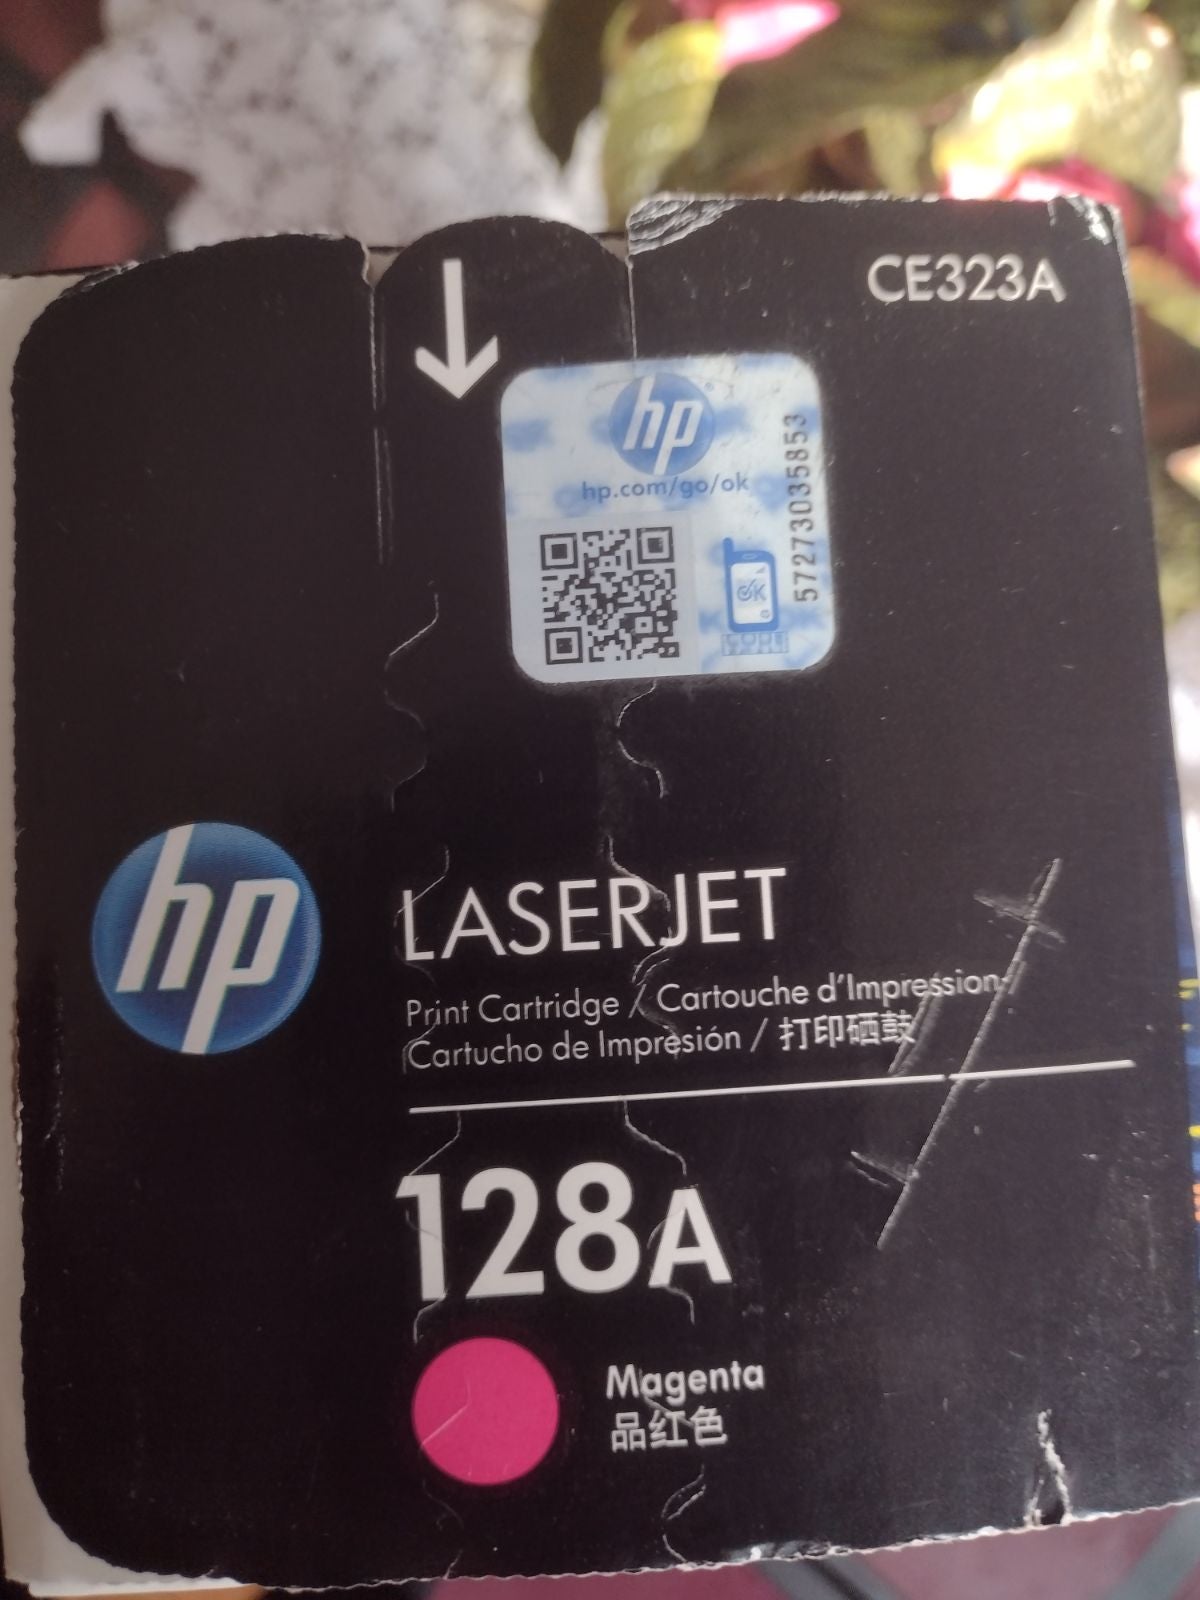 CE323A
hp
hp.com/go/ok
57273035853
OK
hp
LASERJET
Print Cartridge / Cartouche d'Impression /
Cartucho de Impresión / 打印硒鼓
128A
Magenta
品红色